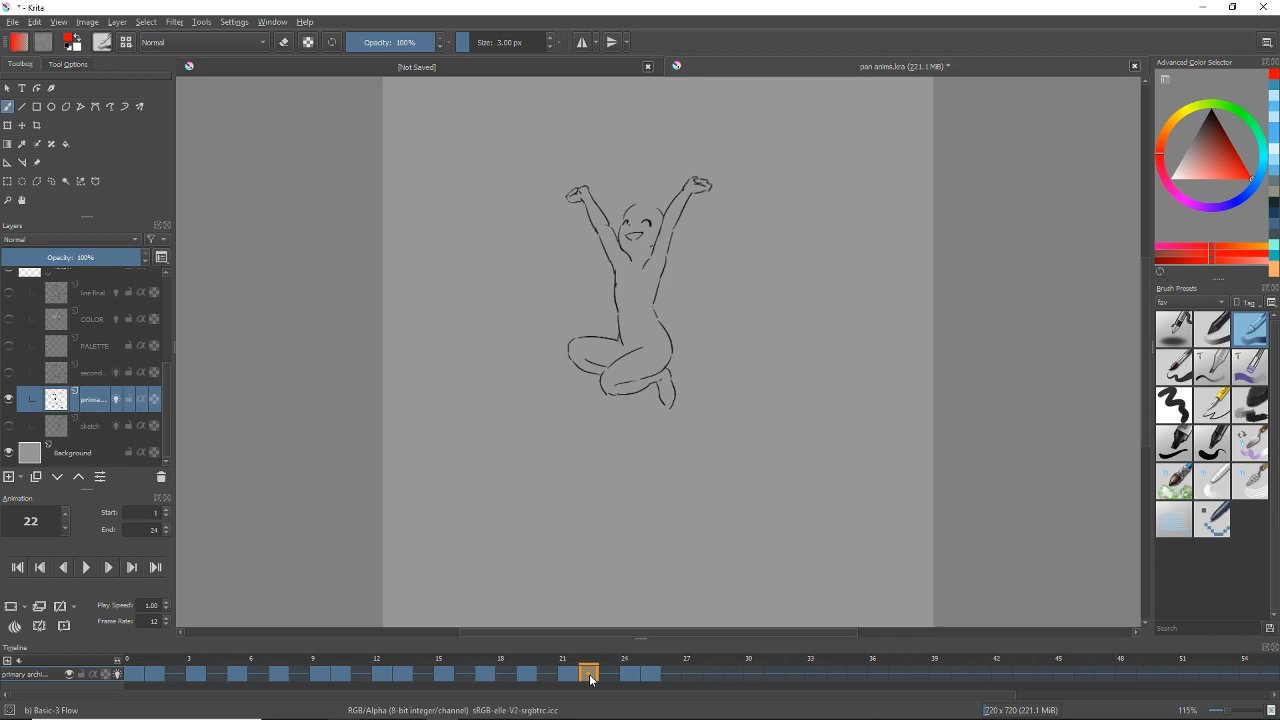 * - Krita
File Edit View Image Layer Select Filter Tools Settings Window Help
Normal Opacity: 100% Size: 3.00 px
Toolbox Tool Options [Not Saved] pan anims.kra (221.1 MiB) * Advanced Color Selector
Layers
Normal
Opacity: 100%
line final
COLOR
PALETTE
second...
prima...
sketch
Background
Brush Presets
fav Tag
Search
Animation
22 Start: 1
End: 24
Play Speed: 1.00
Frame Rate: 12
Timeline
0 3 6 9 12 15 18 21 24 27 30 33 36 39 42 45 48 51 54
primary archi...
b) Basic-3 Flow RGB/Alpha (8-bit integer/channel) sRGB-elle-V2-srgbtrc.icc 720 x 720 (221.1 MiB) 115%